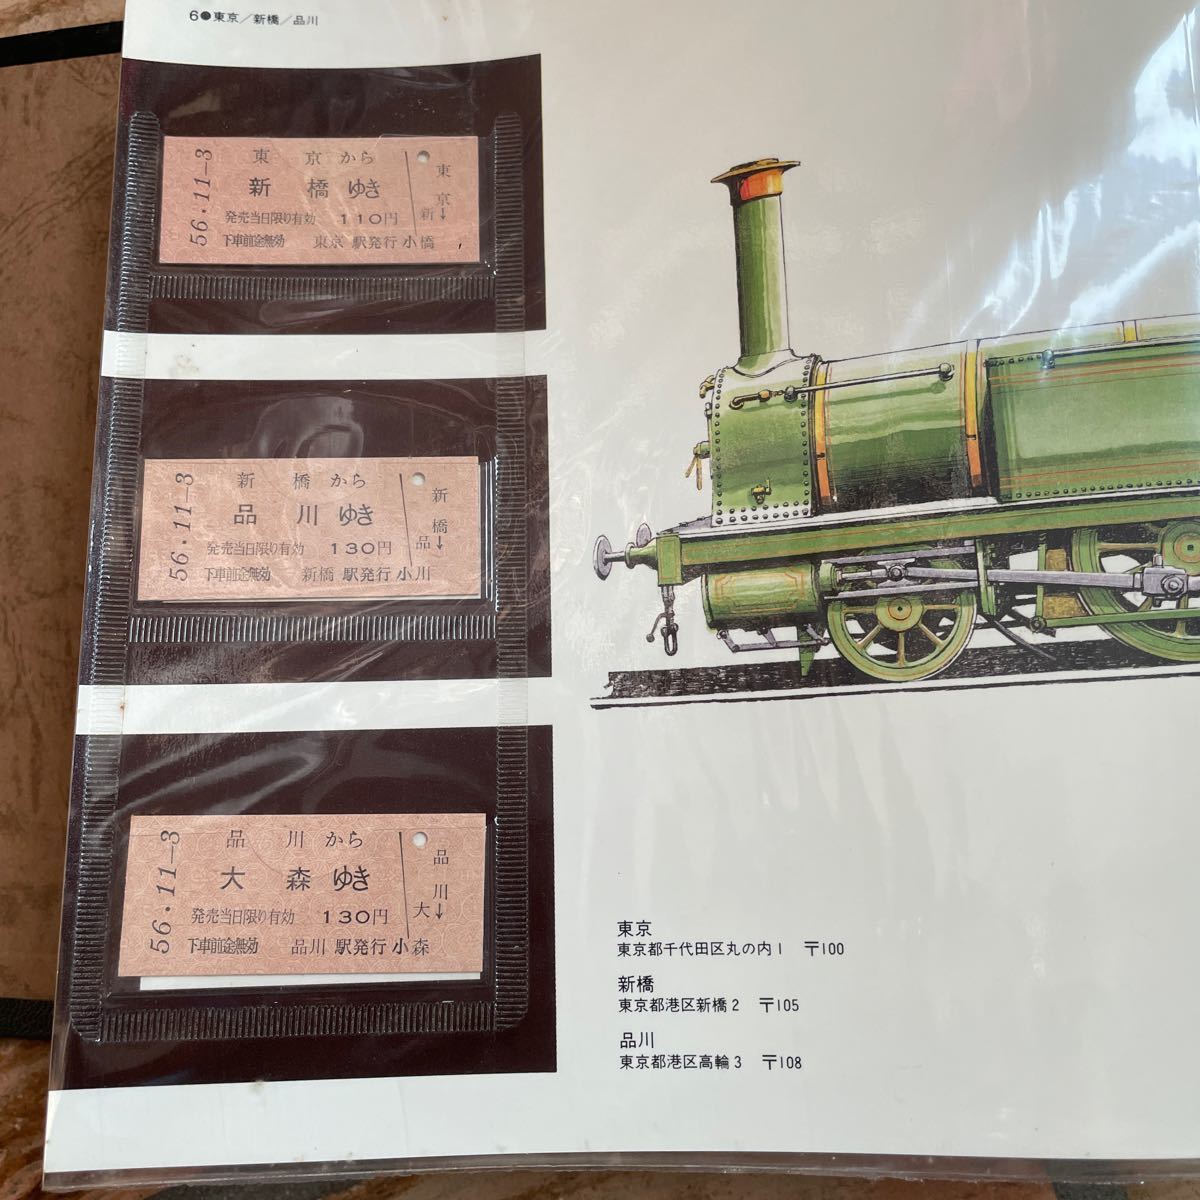 6●東京／新橋／品川
56.11-3
東 京から
新 橋 ゆき
発売当日限り有効 110円
下車前途無効 東京 駅発行 小 橋
東京
新↓
56.11-3
新 橋から
品 川 ゆき
発売当日限り有効 130円
下車前途無効 新橋 駅発行 小 川
新橋
品↓
56.11-3
品 川 から
大 森 ゆき
発売当日限り有効 130円
下車前途無効 品川 駅発行 小 森
品川
大↓
東京
東京都千代田区丸の内1 〒100
新橋
東京都港区新橋2 〒105
品川
東京都港区高輪3 〒108